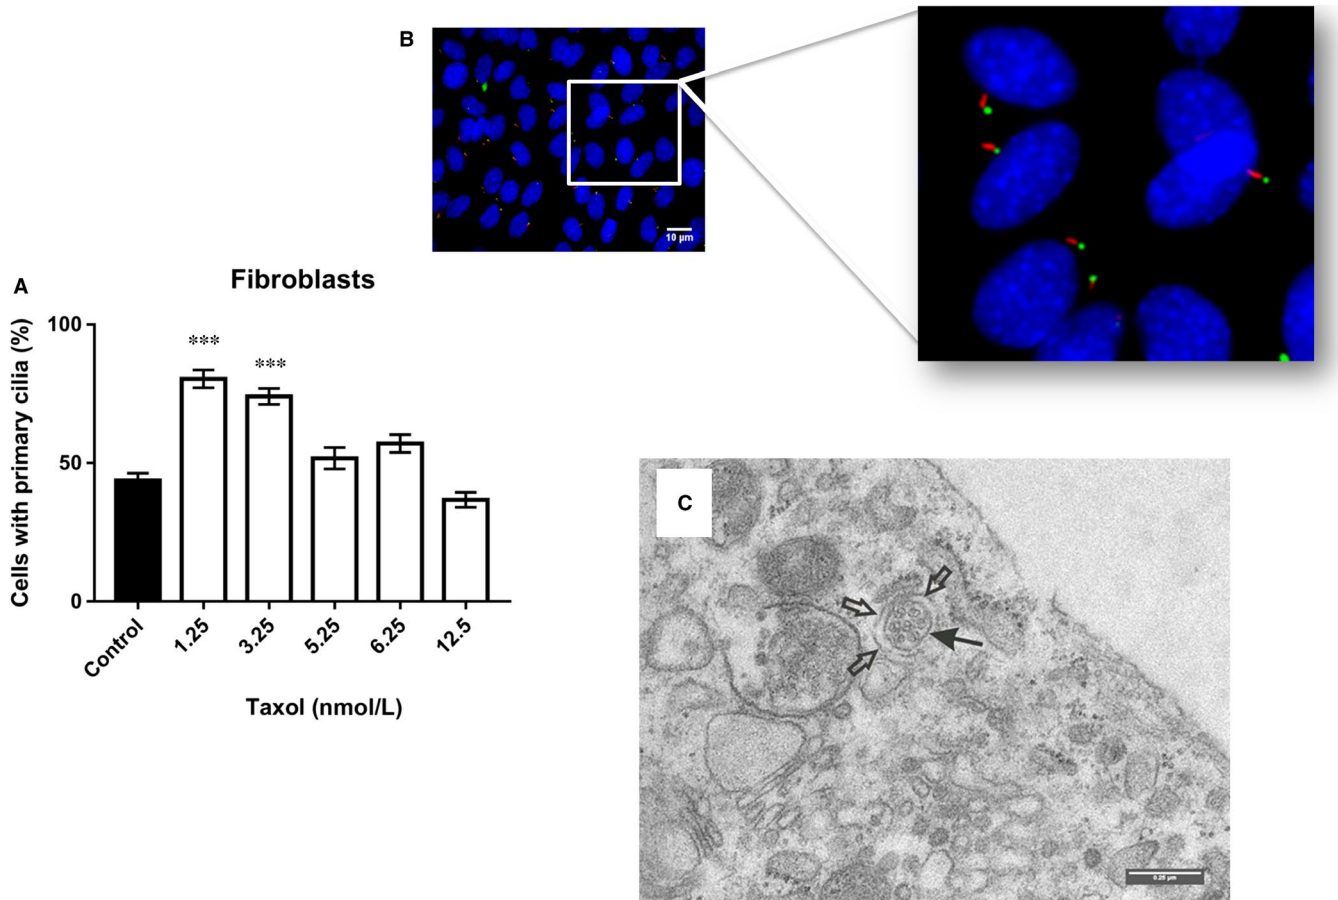 B
10 µm
A
Fibroblasts
Cells with primary cilia (%)
100
50
0
***
***
Control
1.25
3.25
5.25
6.25
12.5
Taxol (nmol/L)
C
0.25 µm